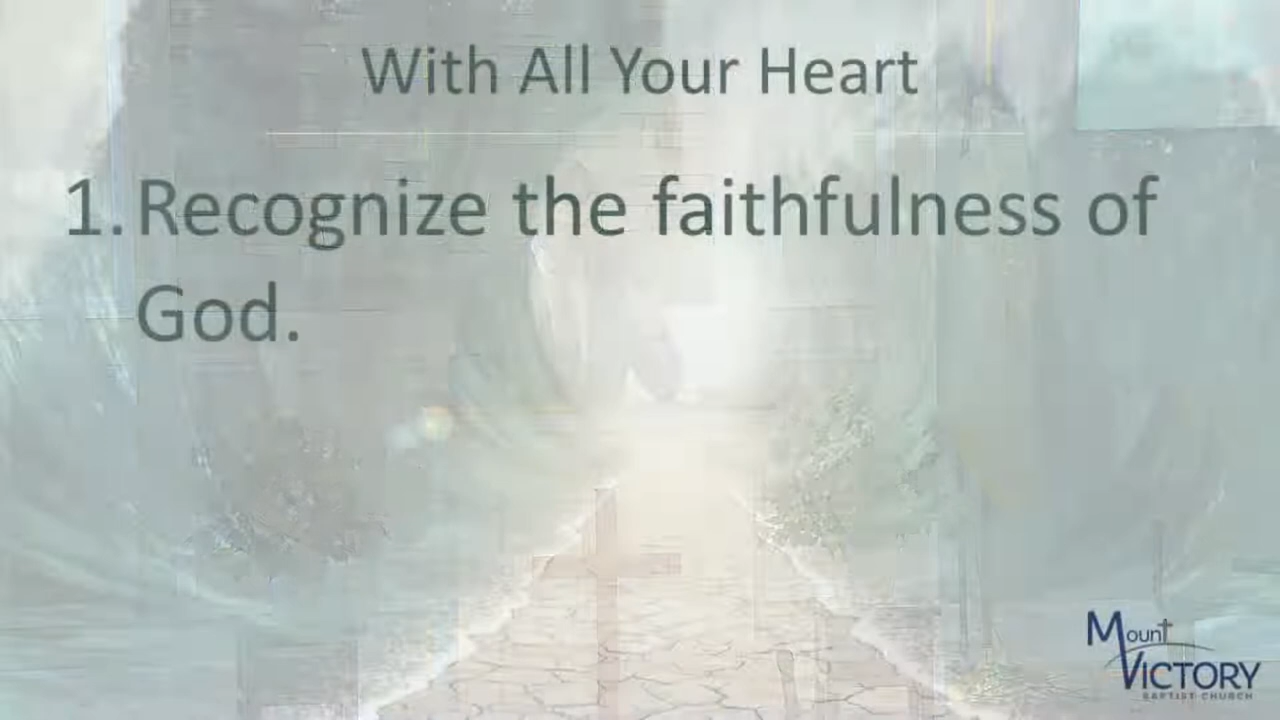 With All Your Heart
1. Recognize the faithfulness of
God.
Mount
VICTORY
BAPTIST CHURCH